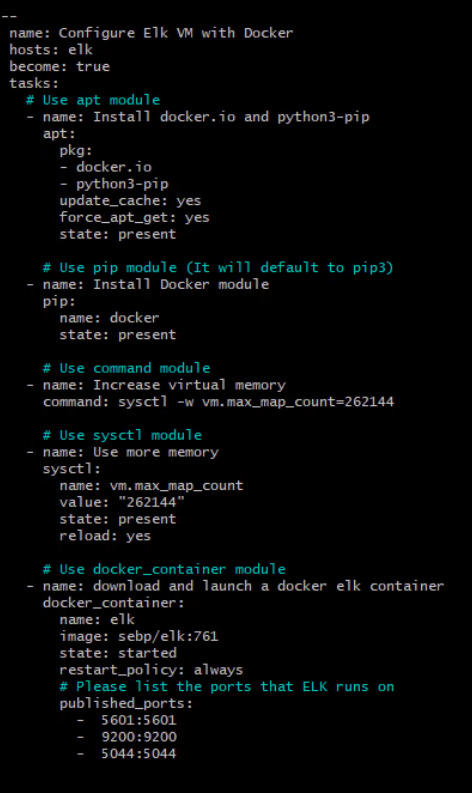 --
name: Configure Elk VM with Docker
hosts: elk
become: true
tasks:
# Use apt module
- name: Install docker.io and python3-pip
apt:
pkg:
- docker.io
- python3-pip
update_cache: yes
force_apt_get: yes
state: present
# Use pip module (It will default to pip3)
- name: Install Docker module
pip:
name: docker
state: present
# Use command module
- name: Increase virtual memory
command: sysctl -w vm.max_map_count=262144
# Use sysctl module
- name: Use more memory
sysctl:
name: vm.max_map_count
value: "262144"
state: present
reload: yes
# Use docker_container module
- name: download and launch a docker elk container
docker_container:
name: elk
image: sebp/elk:761
state: started
restart_policy: always
# Please list the ports that ELK runs on
published_ports:
- 5601:5601
- 9200:9200
- 5044:5044